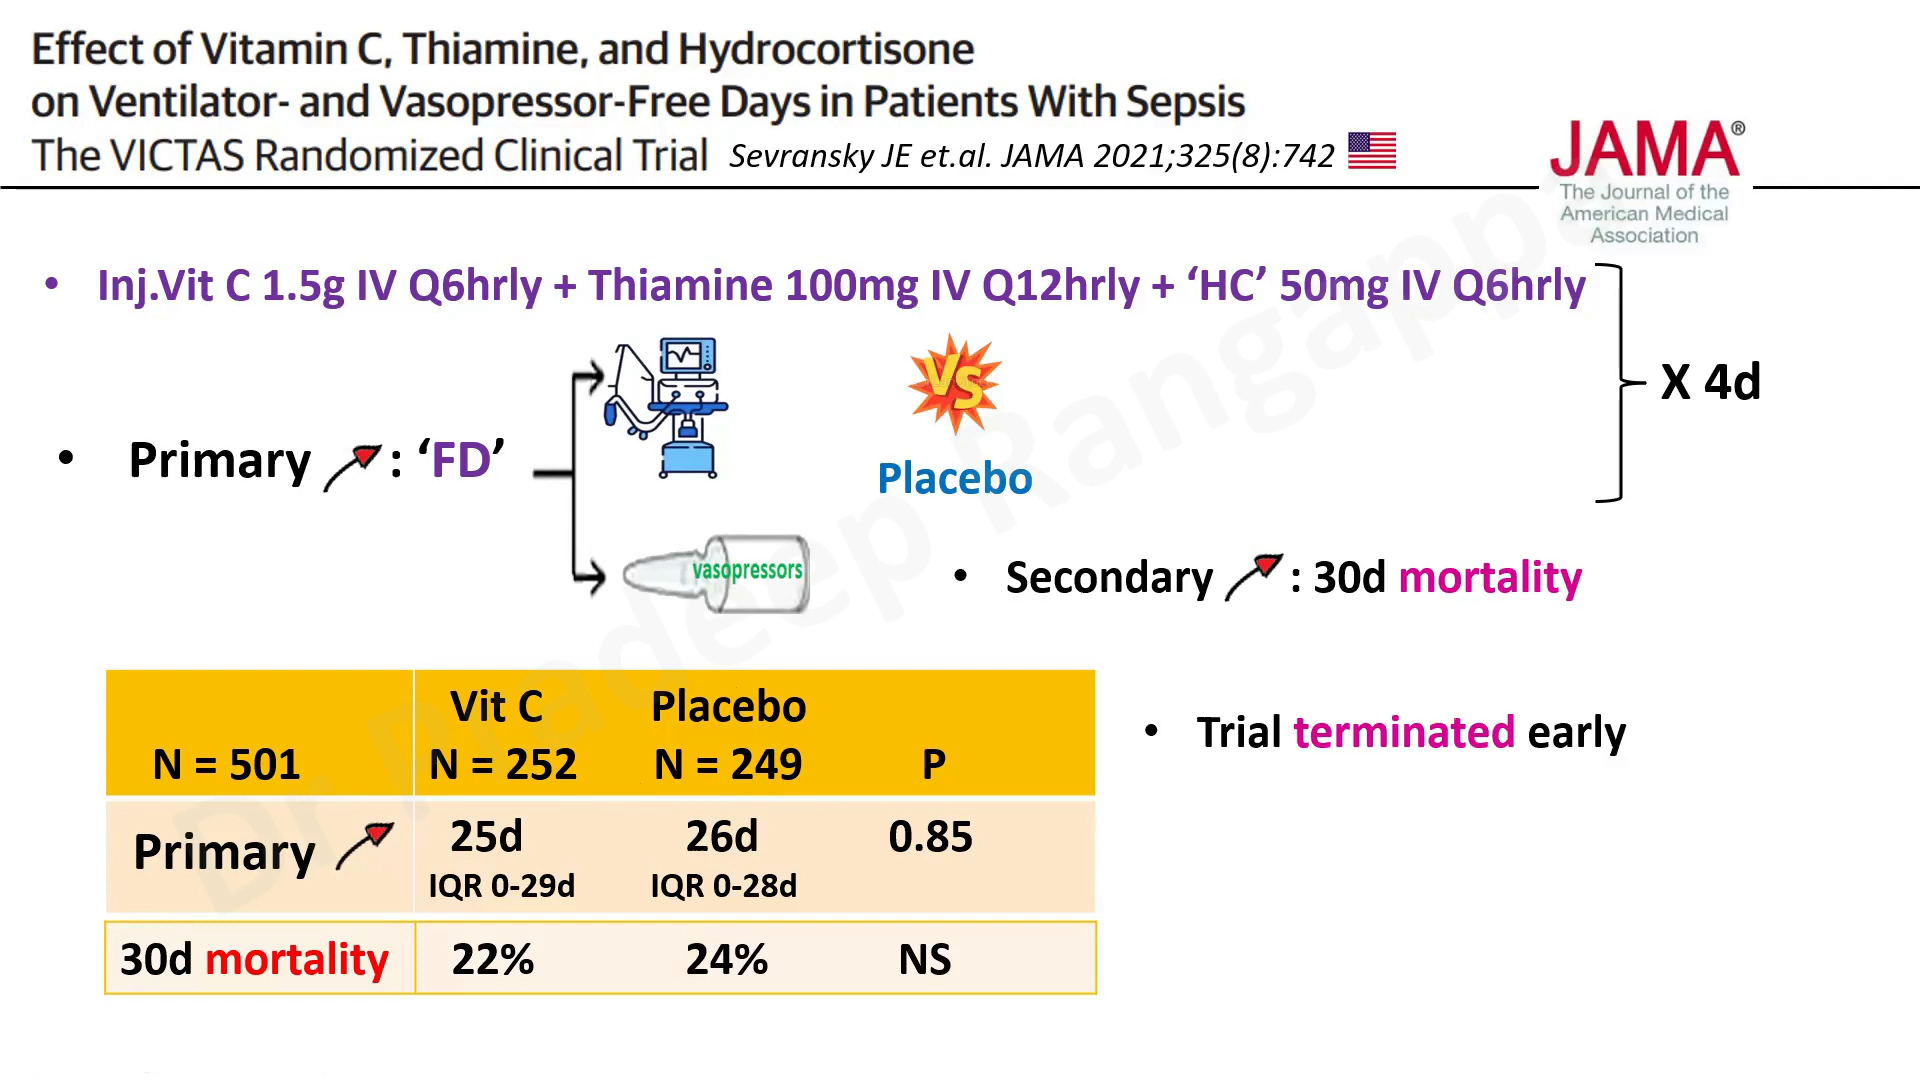 Effect of Vitamin C, Thiamine, and Hydrocortisone
on Ventilator- and Vasopressor-Free Days in Patients With Sepsis
The VICTAS Randomized Clinical Trial Sevransky JE et.al. JAMA 2021;325(8):742
JAMA®
The Journal of the
American Medical
Association
• Inj.Vit C 1.5g IV Q6hrly + Thiamine 100mg IV Q12hrly + ‘HC’ 50mg IV Q6hrly
X 4d
VS
Placebo
• Primary : ‘FD’
vasopressors
• Secondary : 30d mortality
N = 501 Vit C N = 252 Placebo N = 249 P
Primary 25d IQR 0-29d 26d IQR 0-28d 0.85
30d mortality 22% 24% NS
• Trial terminated early
Dr Pradeep Rangappa